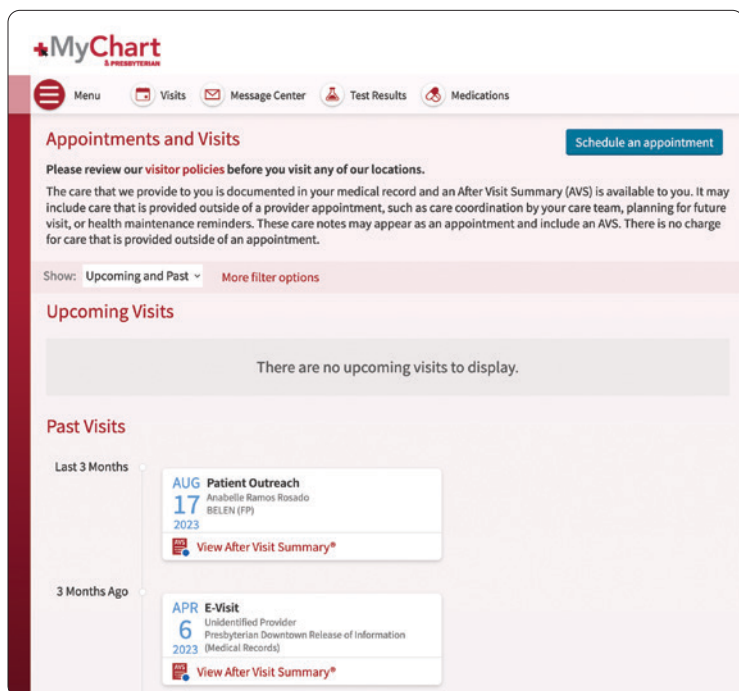 MyChart
& PRESBYTERIAN
Menu Visits Message Center Test Results Medications
Appointments and Visits
Schedule an appointment
Please review our visitor policies before you visit any of our locations.
The care that we provide to you is documented in your medical record and an After Visit Summary (AVS) is available to you. It may
include care that is provided outside of a provider appointment, such as care coordination by your care team, planning for future
visit, or health maintenance reminders. These care notes may appear as an appointment and include an AVS. There is no charge
for care that is provided outside of an appointment.
Show: Upcoming and Past More filter options
Upcoming Visits
There are no upcoming visits to display.
Past Visits
Last 3 Months
AUG Patient Outreach
17 Anabelle Ramos Rosado
BELEN (FP)
2023
AVS View After Visit Summary®
3 Months Ago
APR E-Visit
6 Unidentified Provider
Presbyterian Downtown Release of Information
2023 (Medical Records)
AVS View After Visit Summary®